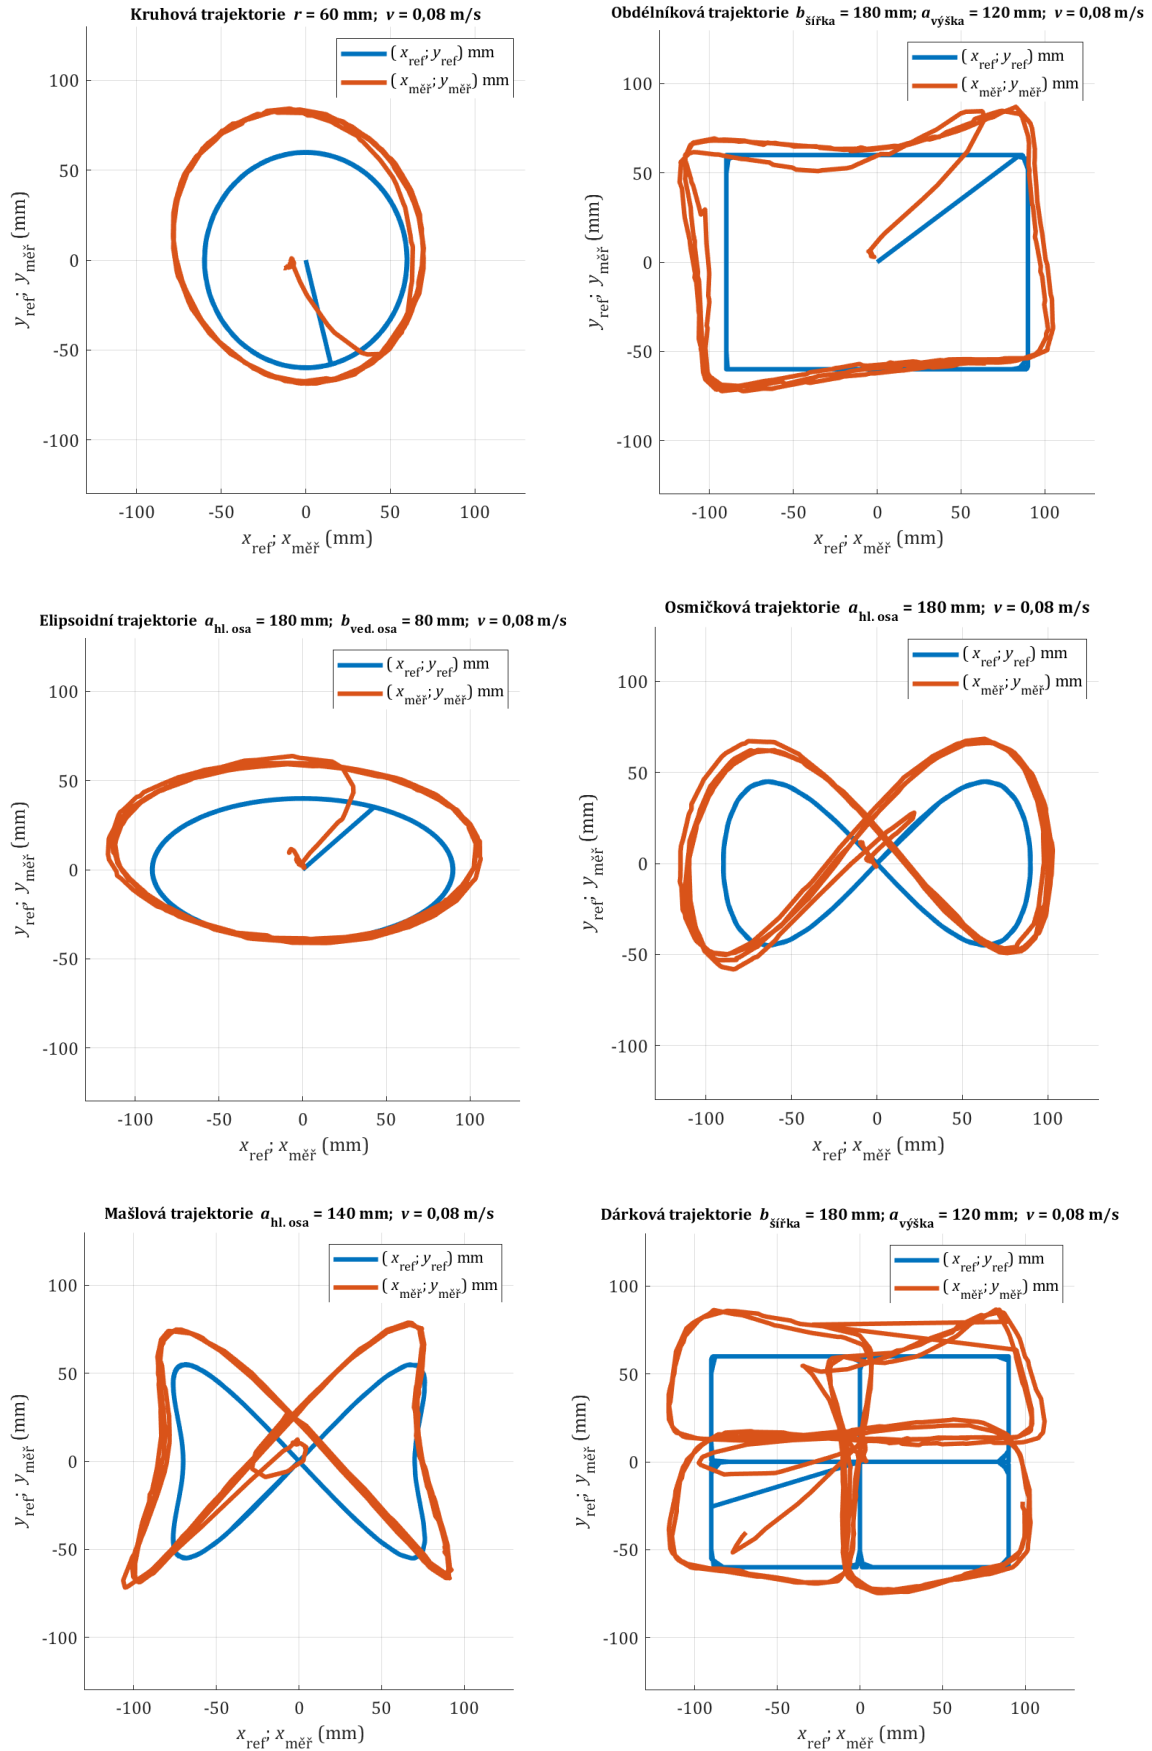 Kruhová trajektorie r = 60 mm; v = 0,08 m/s
(x_ref; y_ref) mm
(x_měř; y_měř) mm
100
50
0
-50
-100
y_ref; y_měř (mm)
-100 -50 0 50 100
x_ref; x_měř (mm)
Obdélníková trajektorie b_šířka = 180 mm; a_výška = 120 mm; v = 0,08 m/s
(x_ref; y_ref) mm
(x_měř; y_měř) mm
100
50
0
-50
-100
y_ref; y_měř (mm)
-100 -50 0 50 100
x_ref; x_měř (mm)
Elipsoidní trajektorie a_hl. osa = 180 mm; b_ved. osa = 80 mm; v = 0,08 m/s
(x_ref; y_ref) mm
(x_měř; y_měř) mm
100
50
0
-50
-100
y_ref; y_měř (mm)
-100 -50 0 50 100
x_ref; x_měř (mm)
Osmičková trajektorie a_hl. osa = 180 mm; v = 0,08 m/s
(x_ref; y_ref) mm
(x_měř; y_měř) mm
100
50
0
-50
-100
y_ref; y_měř (mm)
-100 -50 0 50 100
x_ref; x_měř (mm)
Mašlová trajektorie a_hl. osa = 140 mm; v = 0,08 m/s
(x_ref; y_ref) mm
(x_měř; y_měř) mm
100
50
0
-50
-100
y_ref; y_měř (mm)
-100 -50 0 50 100
x_ref; x_měř (mm)
Dárková trajektorie b_šířka = 180 mm; a_výška = 120 mm; v = 0,08 m/s
(x_ref; y_ref) mm
(x_měř; y_měř) mm
100
50
0
-50
-100
y_ref; y_měř (mm)
-100 -50 0 50 100
x_ref; x_měř (mm)